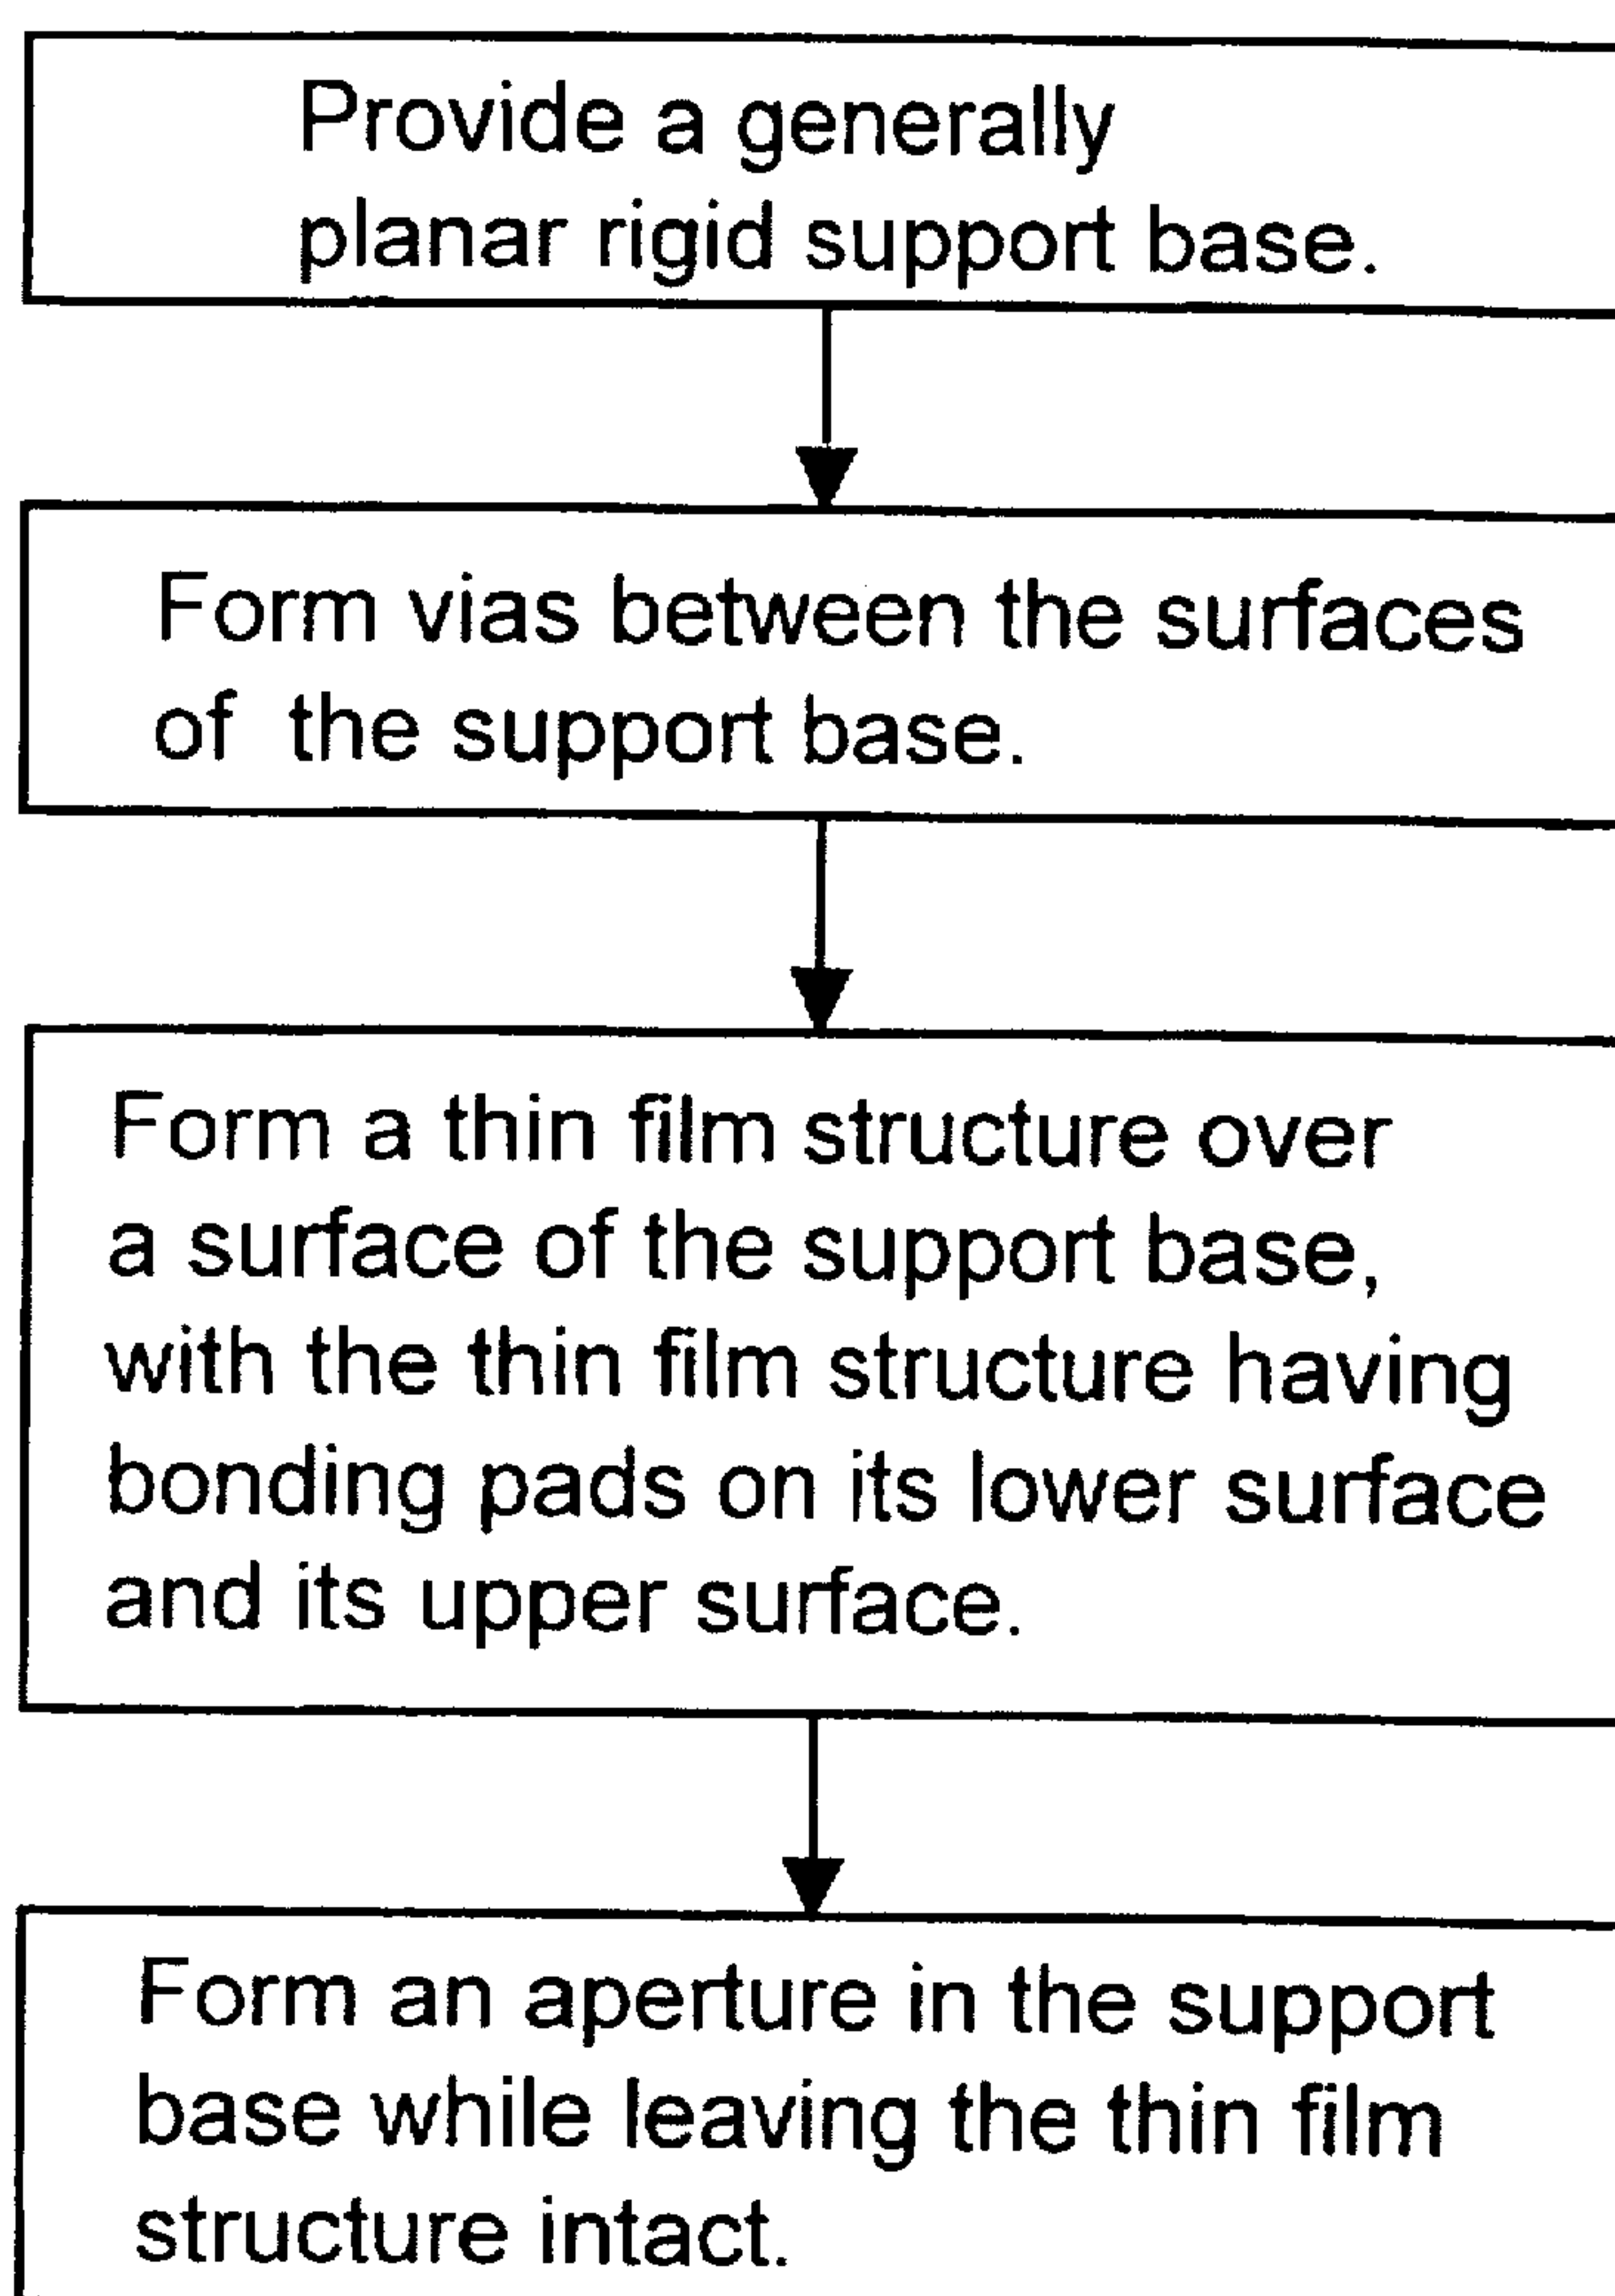 Provide a generally
planar rigid support base.
Form vias between the surfaces
of the support base.
Form a thin film structure over
a surface of the support base,
with the thin film structure having
bonding pads on its lower surface
and its upper surface.
Form an aperture in the support
base while leaving the thin film
structure intact.